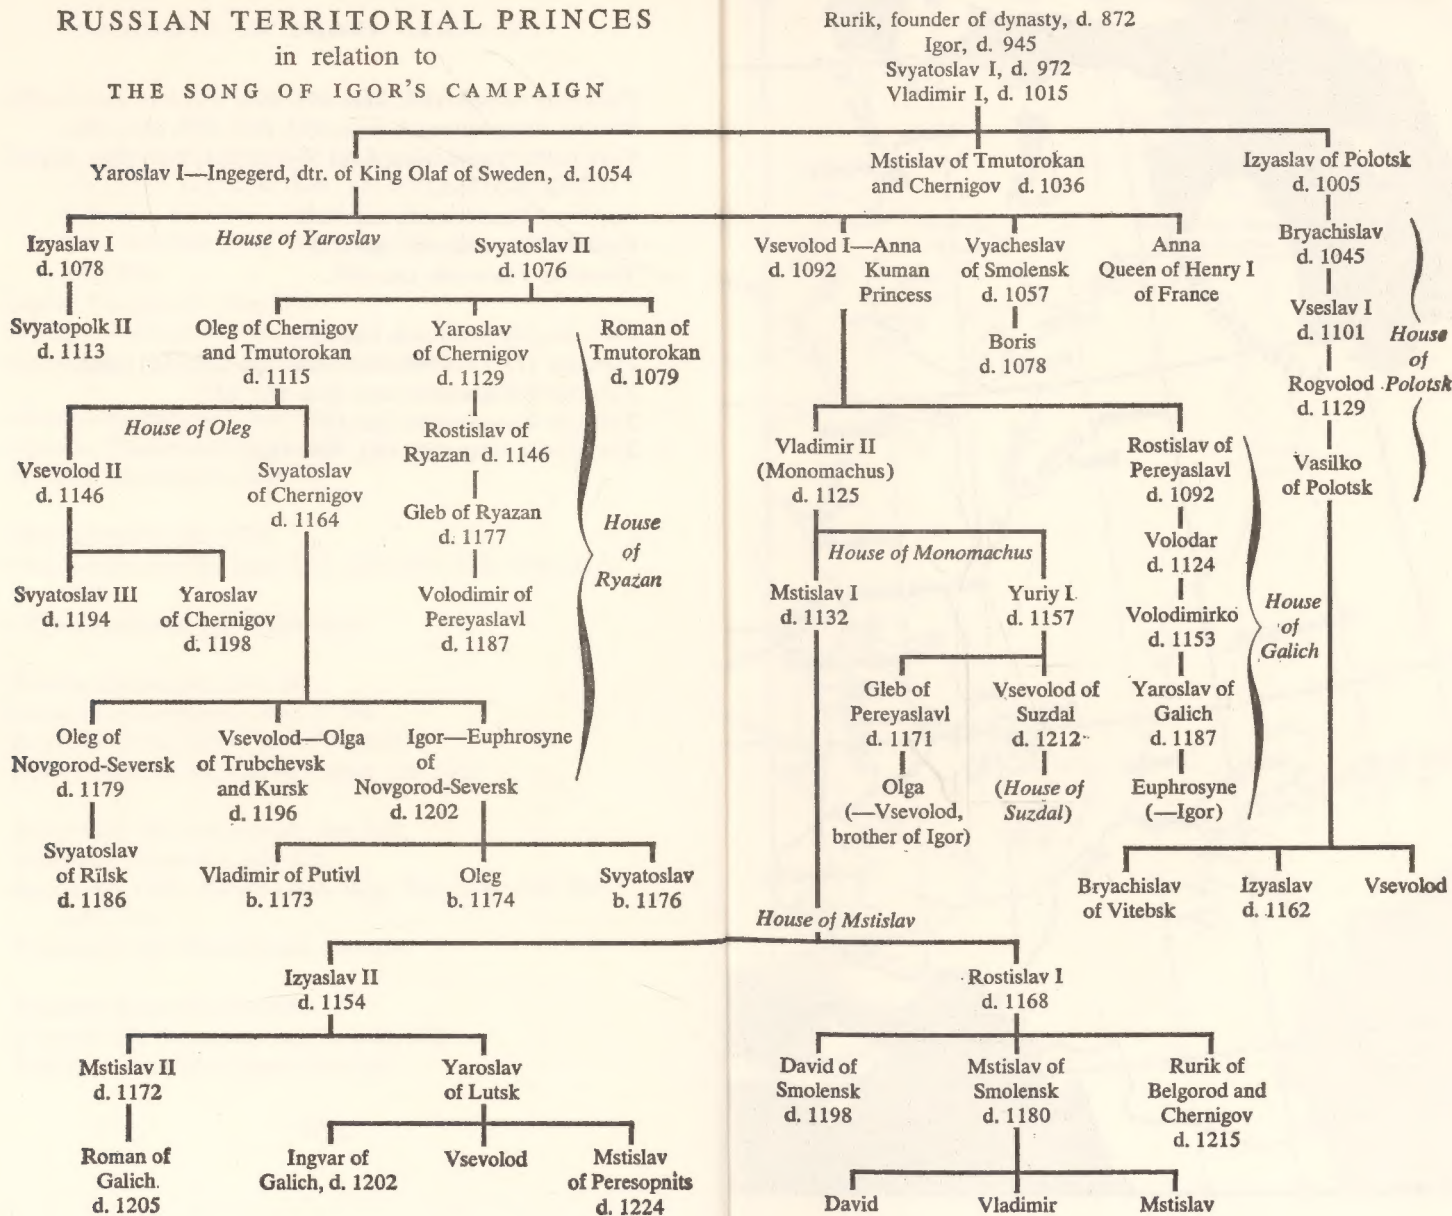 RUSSIAN TERRITORIAL PRINCES
in relation to
THE SONG OF IGOR'S CAMPAIGN
Rurik, founder of dynasty, d. 872
Igor, d. 945
Svyatoslav I, d. 972
Vladimir I, d. 1015
Yaroslav I—Ingegerd, dtr. of King Olaf of Sweden, d. 1054
Mstislav of Tmutorokan
and Chernigov d. 1036
Izyaslav of Polotsk
d. 1005
House of Yaroslav
Izyaslav I
d. 1078
Svyatoslav II
d. 1076
Vsevolod I—Anna
d. 1092 Kuman
Princess
Vyacheslav
of Smolensk
d. 1057
Anna
Queen of Henry I
of France
Bryachislav
d. 1045
Svyatopolk II
d. 1113
Oleg of Chernigov
and Tmutorokan
d. 1115
Yaroslav
of Chernigov
d. 1129
Roman of
Tmutorokan
d. 1079
Boris
d. 1078
Vseslav I
d. 1101
House
of
Polotsk
Rogvolod
d. 1129
House of Oleg
Vsevolod II
d. 1146
Svyatoslav
of Chernigov
d. 1164
Rostislav of
Ryazan d. 1146
Vladimir II
(Monomachus)
d. 1125
Rostislav of
Pereyaslavl
d. 1092
Vasilko
of Polotsk
Gleb of Ryazan
d. 1177
House
of
Ryazan
House of Monomachus
Volodar
d. 1124
Svyatoslav III
d. 1194
Yaroslav
of Chernigov
d. 1198
Volodimir of
Pereyaslavl
d. 1187
Mstislav I
d. 1132
Yuriy I
d. 1157
Volodimirko
d. 1153
House
of
Galich
Oleg of
Novgorod-Seversk
d. 1179
Vsevolod—Olga
of Trubchevsk
and Kursk
d. 1196
Igor—Euphrosyne
of
Novgorod-Seversk
d. 1202
Gleb of
Pereyaslavl
d. 1171
Vsevolod of
Suzdal
d. 1212
Yaroslav of
Galich
d. 1187
Olga
(—Vsevolod,
brother of Igor)
(House of
Suzdal)
Euphrosyne
(—Igor)
Svyatoslav
of Rïlsk
d. 1186
Vladimir of Putivl
b. 1173
Oleg
b. 1174
Svyatoslav
b. 1176
Bryachislav
of Vitebsk
Izyaslav
d. 1162
Vsevolod
House of Mstislav
Izyaslav II
d. 1154
Rostislav I
d. 1168
Mstislav II
d. 1172
Yaroslav
of Lutsk
David of
Smolensk
d. 1198
Mstislav of
Smolensk
d. 1180
Rurik of
Belgorod and
Chernigov
d. 1215
Roman of
Galich
d. 1205
Ingvar of
Galich, d. 1202
Vsevolod
Mstislav
of Peresopnits
d. 1224
David
Vladimir
Mstislav